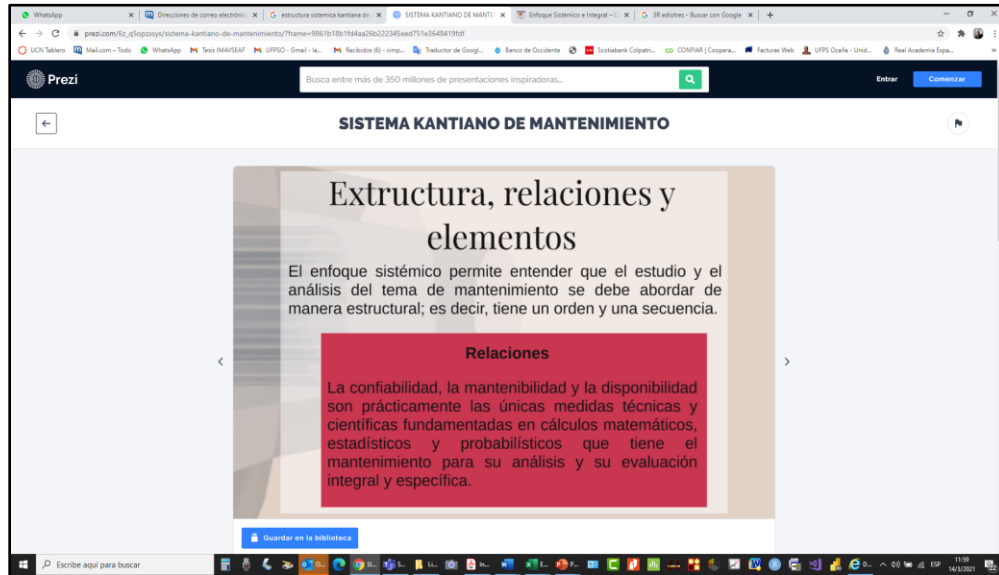 WhatsApp
Direcciones de correo electrónic
estructura sistemica kantiana de
SISTEMA KANTIANO DE MANTE
Enfoque Sistémico e Integral – C
3R ediotres - Buscar con Google
prezi.com/6z_q5opzxsys/sistema-kantiano-de-mantenimiento/?frame=9861b18b1fd4aa26b222345eed751e3648419fdf
UCN Tablero
Mail.com – Todo
WhatsApp
Tesis IMAVSEAF
UFPSO - Gmail - la...
Recibidos (6) - cimp...
Traductor de Googl...
Banco de Occidente
Scotiabank Colpatri...
CONFIAR | Coopera...
Facturas Web
UFPS Ocaña - Unid...
Real Academia Espa...
Prezi
Busca entre más de 350 millones de presentaciones inspiradoras...
Entrar
Comenzar
SISTEMA KANTIANO DE MANTENIMIENTO
Extructura, relaciones y
elementos
El enfoque sistémico permite entender que el estudio y el
análisis del tema de mantenimiento se debe abordar de
manera estructural; es decir, tiene un orden y una secuencia.
Relaciones
La confiabilidad, la mantenibilidad y la disponibilidad
son prácticamente las únicas medidas técnicas y
científicas fundamentadas en cálculos matemáticos,
estadísticos y probabilísticos que tiene el
mantenimiento para su análisis y su evaluación
integral y específica.
Guardar en la biblioteca
Escribe aquí para buscar
ESP
11:59
14/3/2021